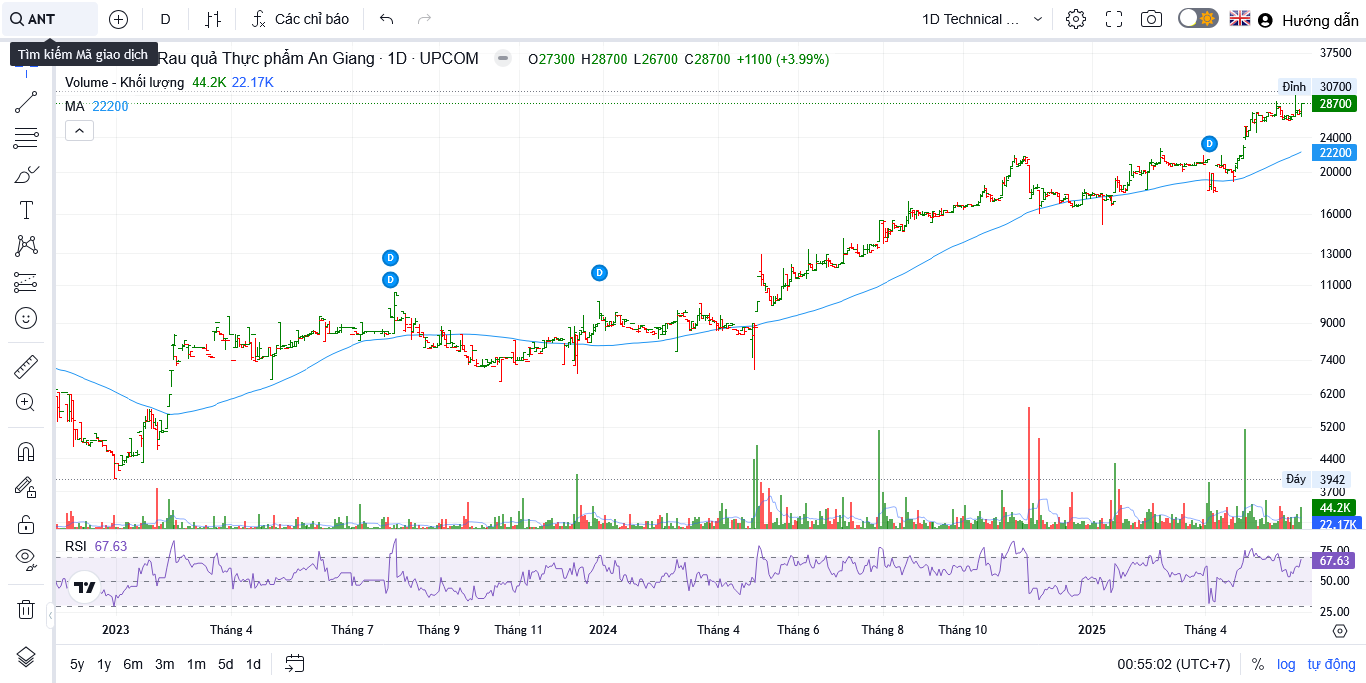 ANT
D
Các chỉ báo
1D Technical ...
Hướng dẫn
Tìm kiếm Mã giao dịch
Rau quả Thực phẩm An Giang · 1D · UPCOM
O27300 H28700 L26700 C28700 +1100 (+3.99%)
Volume - Khối lượng 44.2K 22.17K
MA 22200
37500
Đỉnh 30700
28700
24000
22200
20000
16000
13000
11000
9000
7400
6200
5200
4400
Đáy 3942
3700
44.2K
22.17K
D
D
D
D
RSI 67.63
75.00
67.63
50.00
25.00
2023 Tháng 4 Tháng 7 Tháng 9 Tháng 11 2024 Tháng 4 Tháng 6 Tháng 8 Tháng 10 2025 Tháng 4
5y 1y 6m 3m 1m 5d 1d
00:55:02 (UTC+7) % log tự động